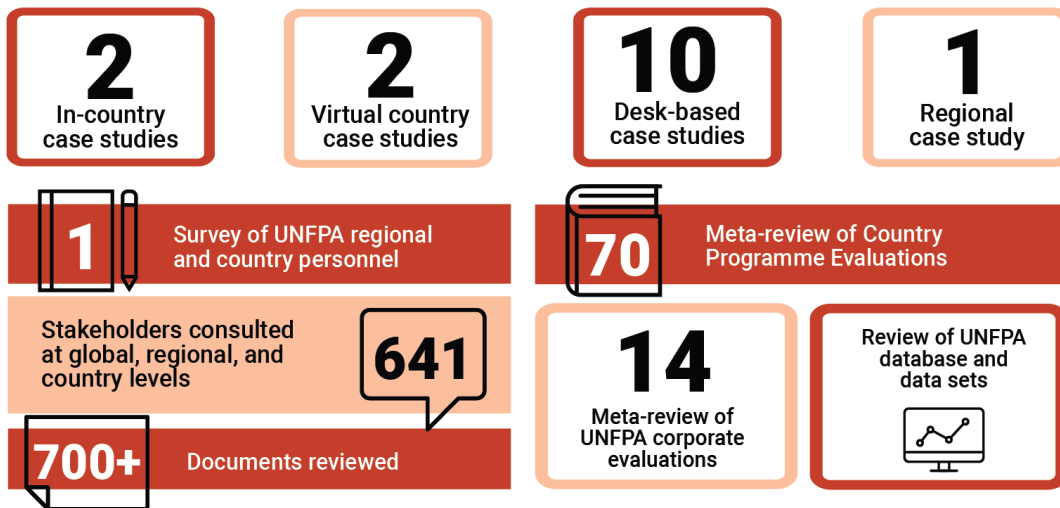 2
In-country
case studies
2
Virtual country
case studies
10
Desk-based
case studies
1
Regional
case study
1
Survey of UNFPA regional
and country personnel
70
Meta-review of Country
Programme Evaluations
Stakeholders consulted
at global, regional, and
country levels
641
14
Meta-review of
UNFPA corporate
evaluations
Review of UNFPA
database and
data sets
700+
Documents reviewed